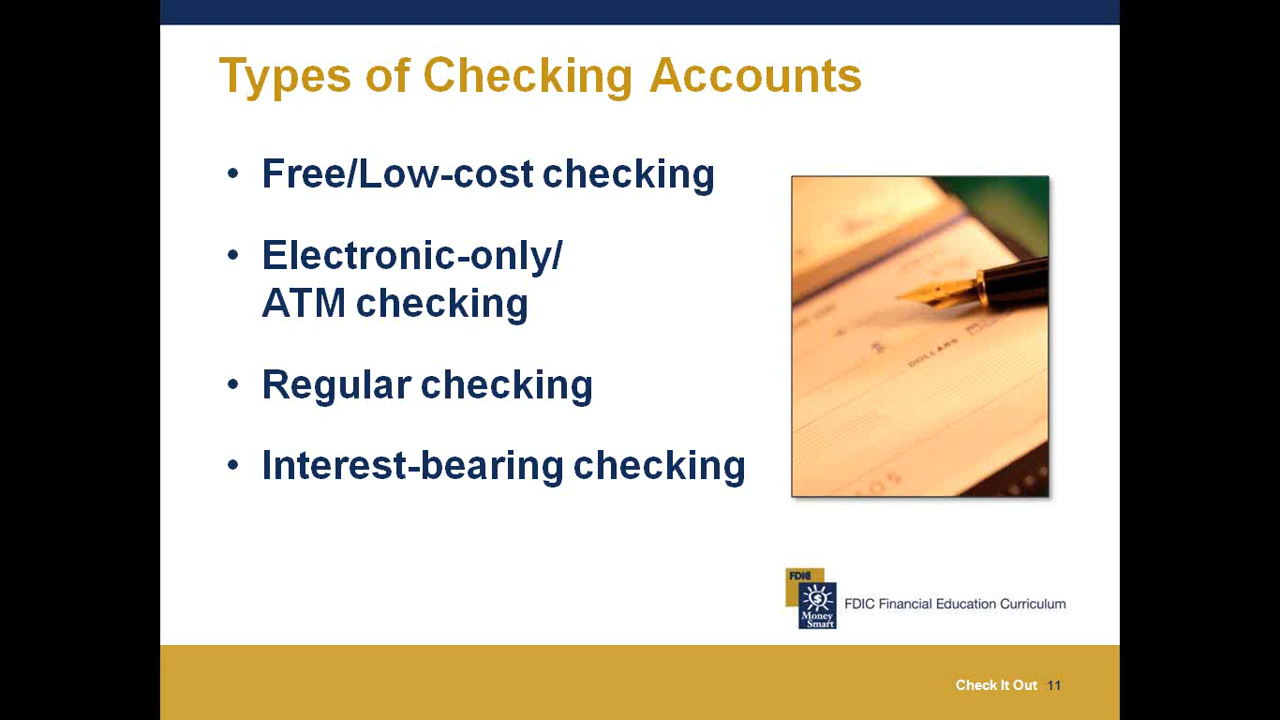 Types of Checking Accounts
• Free/Low-cost checking
• Electronic-only/
ATM checking
• Regular checking
• Interest-bearing checking
DOLLARS
FDIC
$
Money
Smart
FDIC Financial Education Curriculum
Check It Out 11